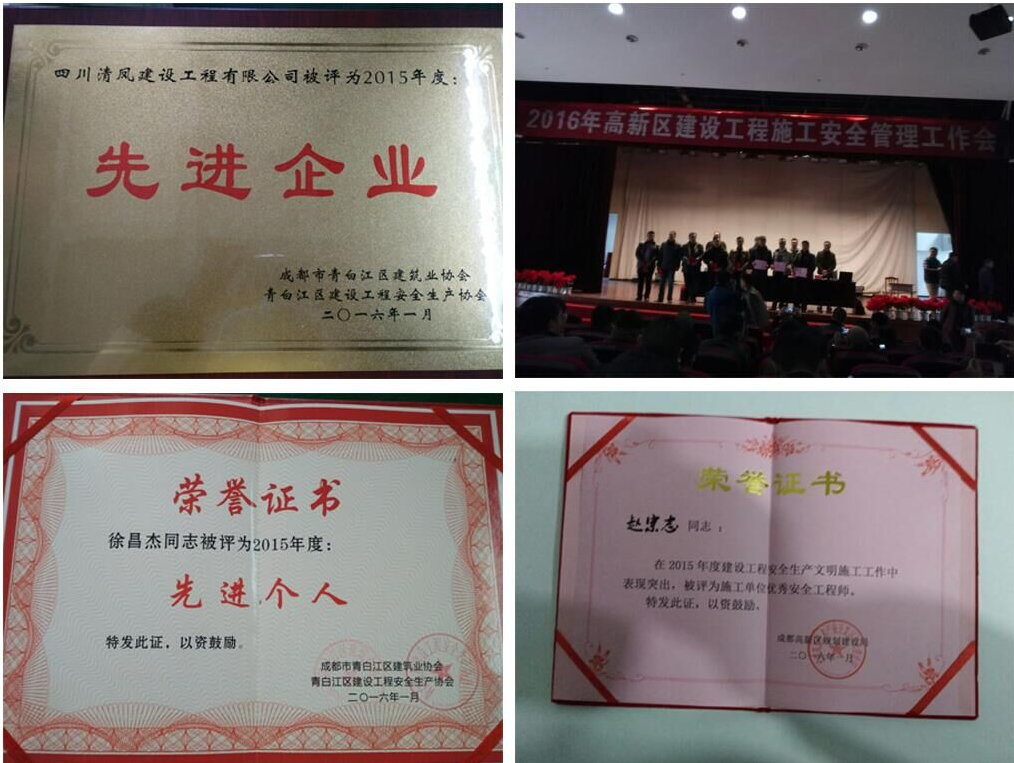 四川清凤建设工程有限公司被评为2015年度：
先进企业
成都市青白江区建筑业协会
青白江区建设工程安全生产协会
二〇一六年一月
2016年高新区建设工程施工安全管理工作会
荣誉证书
徐昌杰同志被评为2015年度：
先进个人
特发此证，以资鼓励。
成都市青白江区建筑业协会
青白江区建设工程安全生产协会
二〇一六年一月
荣誉证书
赵宗志 同志：
在2015年度建设工程安全生产文明施工工作中
表现突出，被评为施工单位优秀安全工程师。
特发此证，以资鼓励。
成都高新区规划建设局
二〇一六年一月